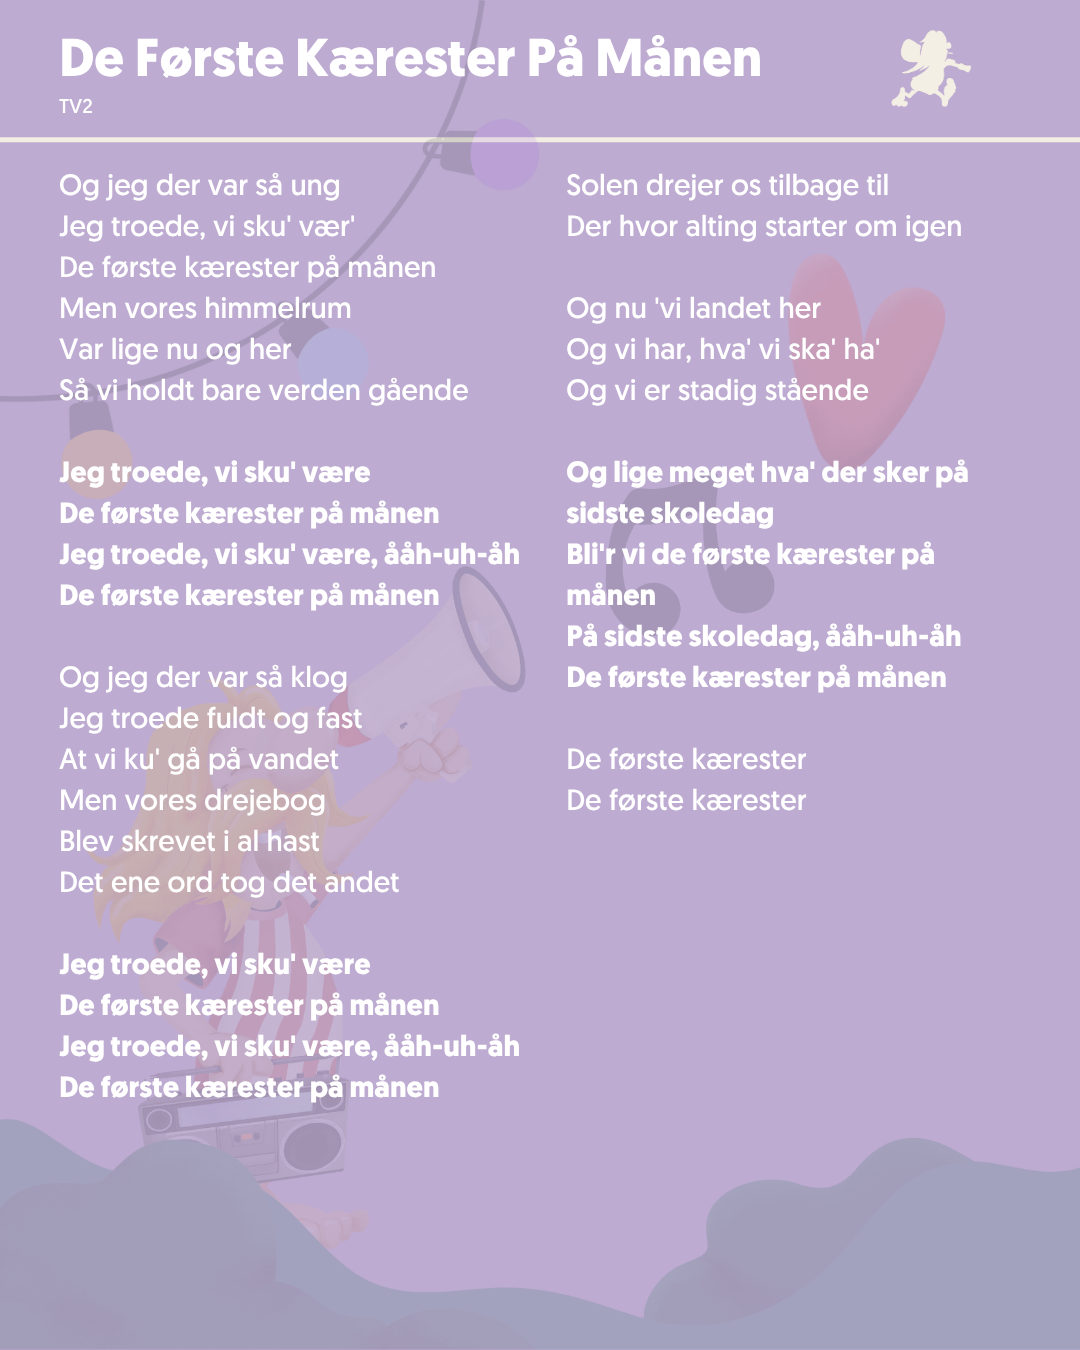 De Første Kærester På Månen
TV2
Og jeg der var så ung
Jeg troede, vi sku' vær'
De første kærester på månen
Men vores himmelrum
Var lige nu og her
Så vi holdt bare verden gående
Jeg troede, vi sku' være
De første kærester på månen
Jeg troede, vi sku' være, ååh-uh-åh
De første kærester på månen
Og jeg der var så klog
Jeg troede fuldt og fast
At vi ku' gå på vandet
Men vores drejebog
Blev skrevet i al hast
Det ene ord tog det andet
Jeg troede, vi sku' være
De første kærester på månen
Jeg troede, vi sku' være, ååh-uh-åh
De første kærester på månen
Solen drejer os tilbage til
Der hvor alting starter om igen
Og nu 'vi landet her
Og vi har, hva' vi ska' ha'
Og vi er stadig stående
Og lige meget hva' der sker på
sidste skoledag
Bli'r vi de første kærester på
månen
På sidste skoledag, ååh-uh-åh
De første kærester på månen
De første kærester
De første kærester